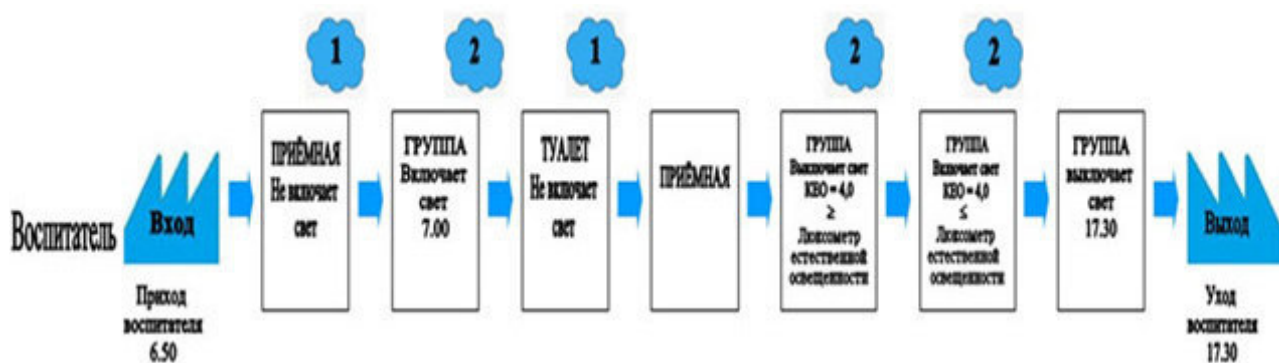 1
2
1
2
2
Воспитатель
Вход
Приход
воспитателя
6.50
ПРИЁМНАЯ
Не включает
свет
ГРУППА
Включает
свет
7.00
ТУАЛЕТ
Не включает
свет
ПРИЁМНАЯ
ГРУППА
Выключает свет
КЕО = 4,0
≥
Люксометр
естественной
освещенности
ГРУППА
Включает свет
КЕО = 4,0
≤
Люксометр
естественной
освещенности
ГРУППА
выключает
свет
17.30
Выход
Уход
воспитателя
17.30